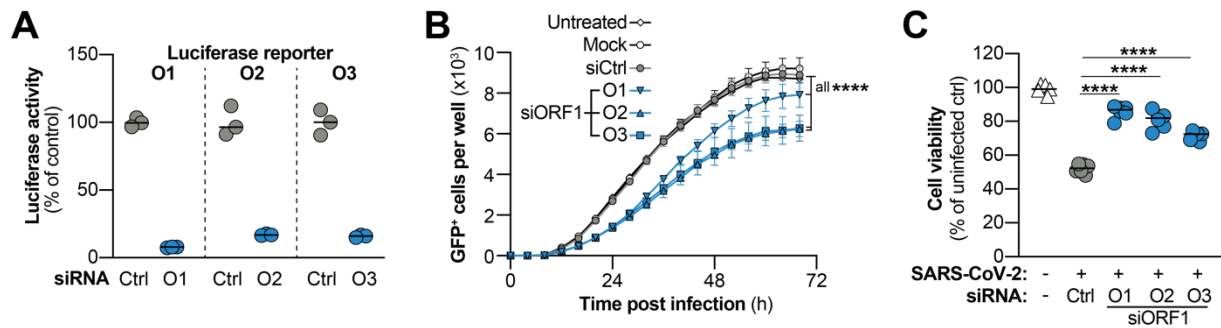 A
Luciferase reporter
O1 O2 O3
Luciferase activity
(% of control)
150
100
50
0
siRNA Ctrl O1 Ctrl O2 Ctrl O3
B
Untreated
Mock
siCtrl
siORF1
O1
O2
O3
all ****
GFP+ cells per well (x10³)
10
8
6
4
2
0
0 24 48 72
Time post infection (h)
C
****
****
****
Cell viability
(% of uninfected ctrl)
120
100
80
60
40
20
0
SARS-CoV-2: - + + + +
siRNA: - Ctrl O1 O2 O3
siORF1